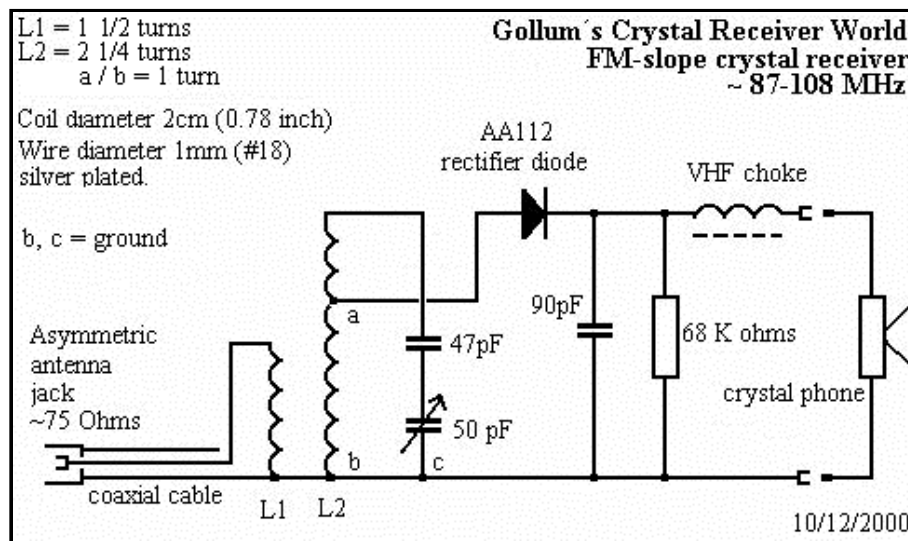 L1 = 1 1/2 turns
L2 = 2 1/4 turns
a / b = 1 turn
Coil diameter 2cm (0.78 inch)
Wire diameter 1mm (#18)
silver plated.
b, c = ground
Gollum´s Crystal Receiver World
FM-slope crystal receiver
~ 87-108 MHz
AA112
rectifier diode
VHF choke
a
47pF
90pF
68 K ohms
crystal phone
Asymmetric
antenna
jack
~75 Ohms
50 pF
b
c
coaxial cable
L1
L2
10/12/2000